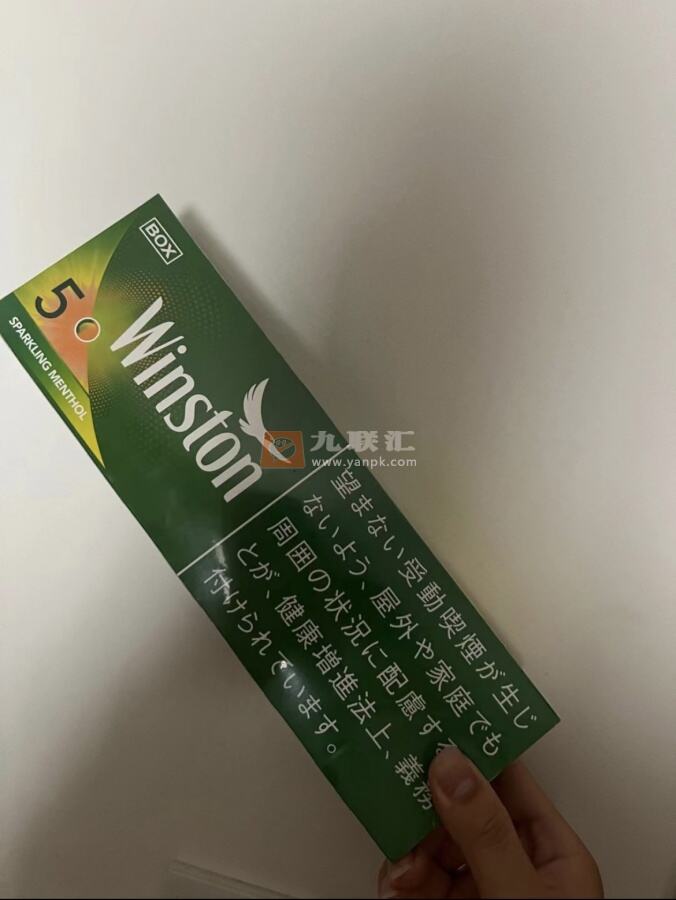 BOX
5
SPARKLING MENTHOL
Winston
九联汇
www.yanpk.com
望まない受動喫煙が生じ
ないよう、屋外や家庭でも
周囲の状況に配慮する
とが、健康増進法上、義務
付けられています。